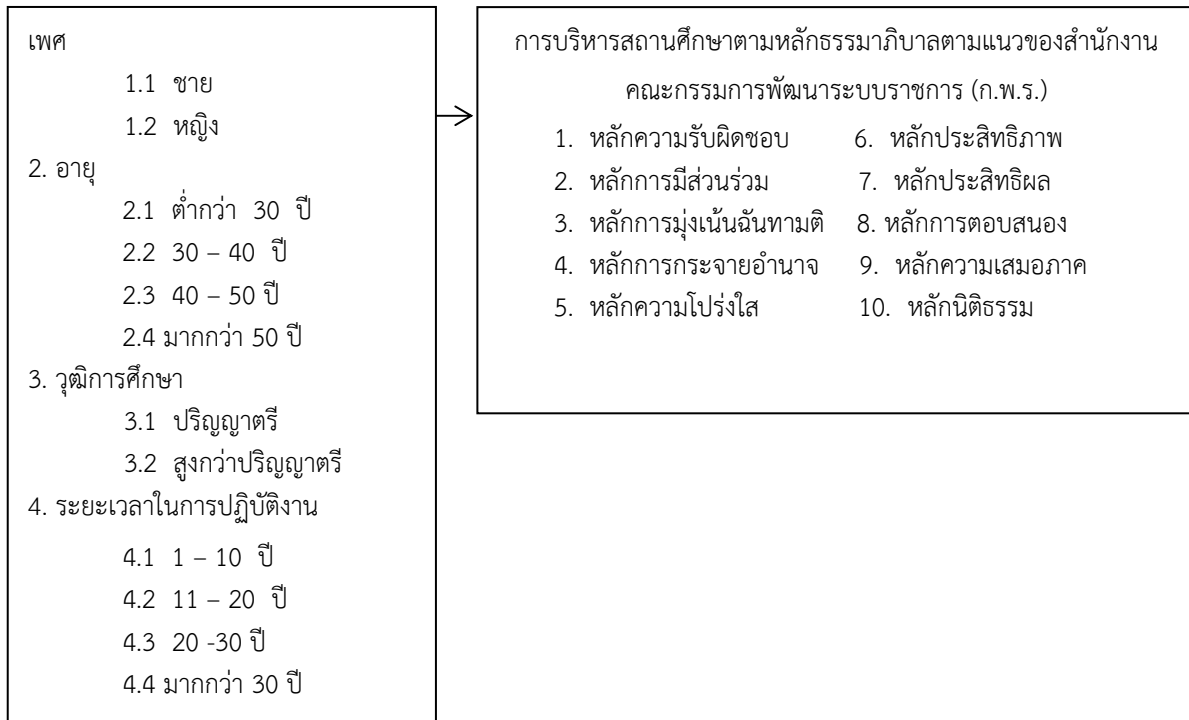 เพศ
1.1 ชาย
1.2 หญิง
2. อายุ
2.1 ต่ำกว่า 30 ปี
2.2 30 – 40 ปี
2.3 40 – 50 ปี
2.4 มากกว่า 50 ปี
3. วุฒิการศึกษา
3.1 ปริญญาตรี
3.2 สูงกว่าปริญญาตรี
4. ระยะเวลาในการปฏิบัติงาน
4.1 1 – 10 ปี
4.2 11 – 20 ปี
4.3 20 -30 ปี
4.4 มากกว่า 30 ปี
การบริหารสถานศึกษาตามหลักธรรมาภิบาลตามแนวของสำนักงาน
คณะกรรมการพัฒนาระบบราชการ (ก.พ.ร.)
1. หลักความรับผิดชอบ 6. หลักประสิทธิภาพ
2. หลักการมีส่วนร่วม 7. หลักประสิทธิผล
3. หลักการมุ่งเน้นฉันทามติ 8. หลักการตอบสนอง
4. หลักการกระจายอำนาจ 9. หลักความเสมอภาค
5. หลักความโปร่งใส 10. หลักนิติธรรม